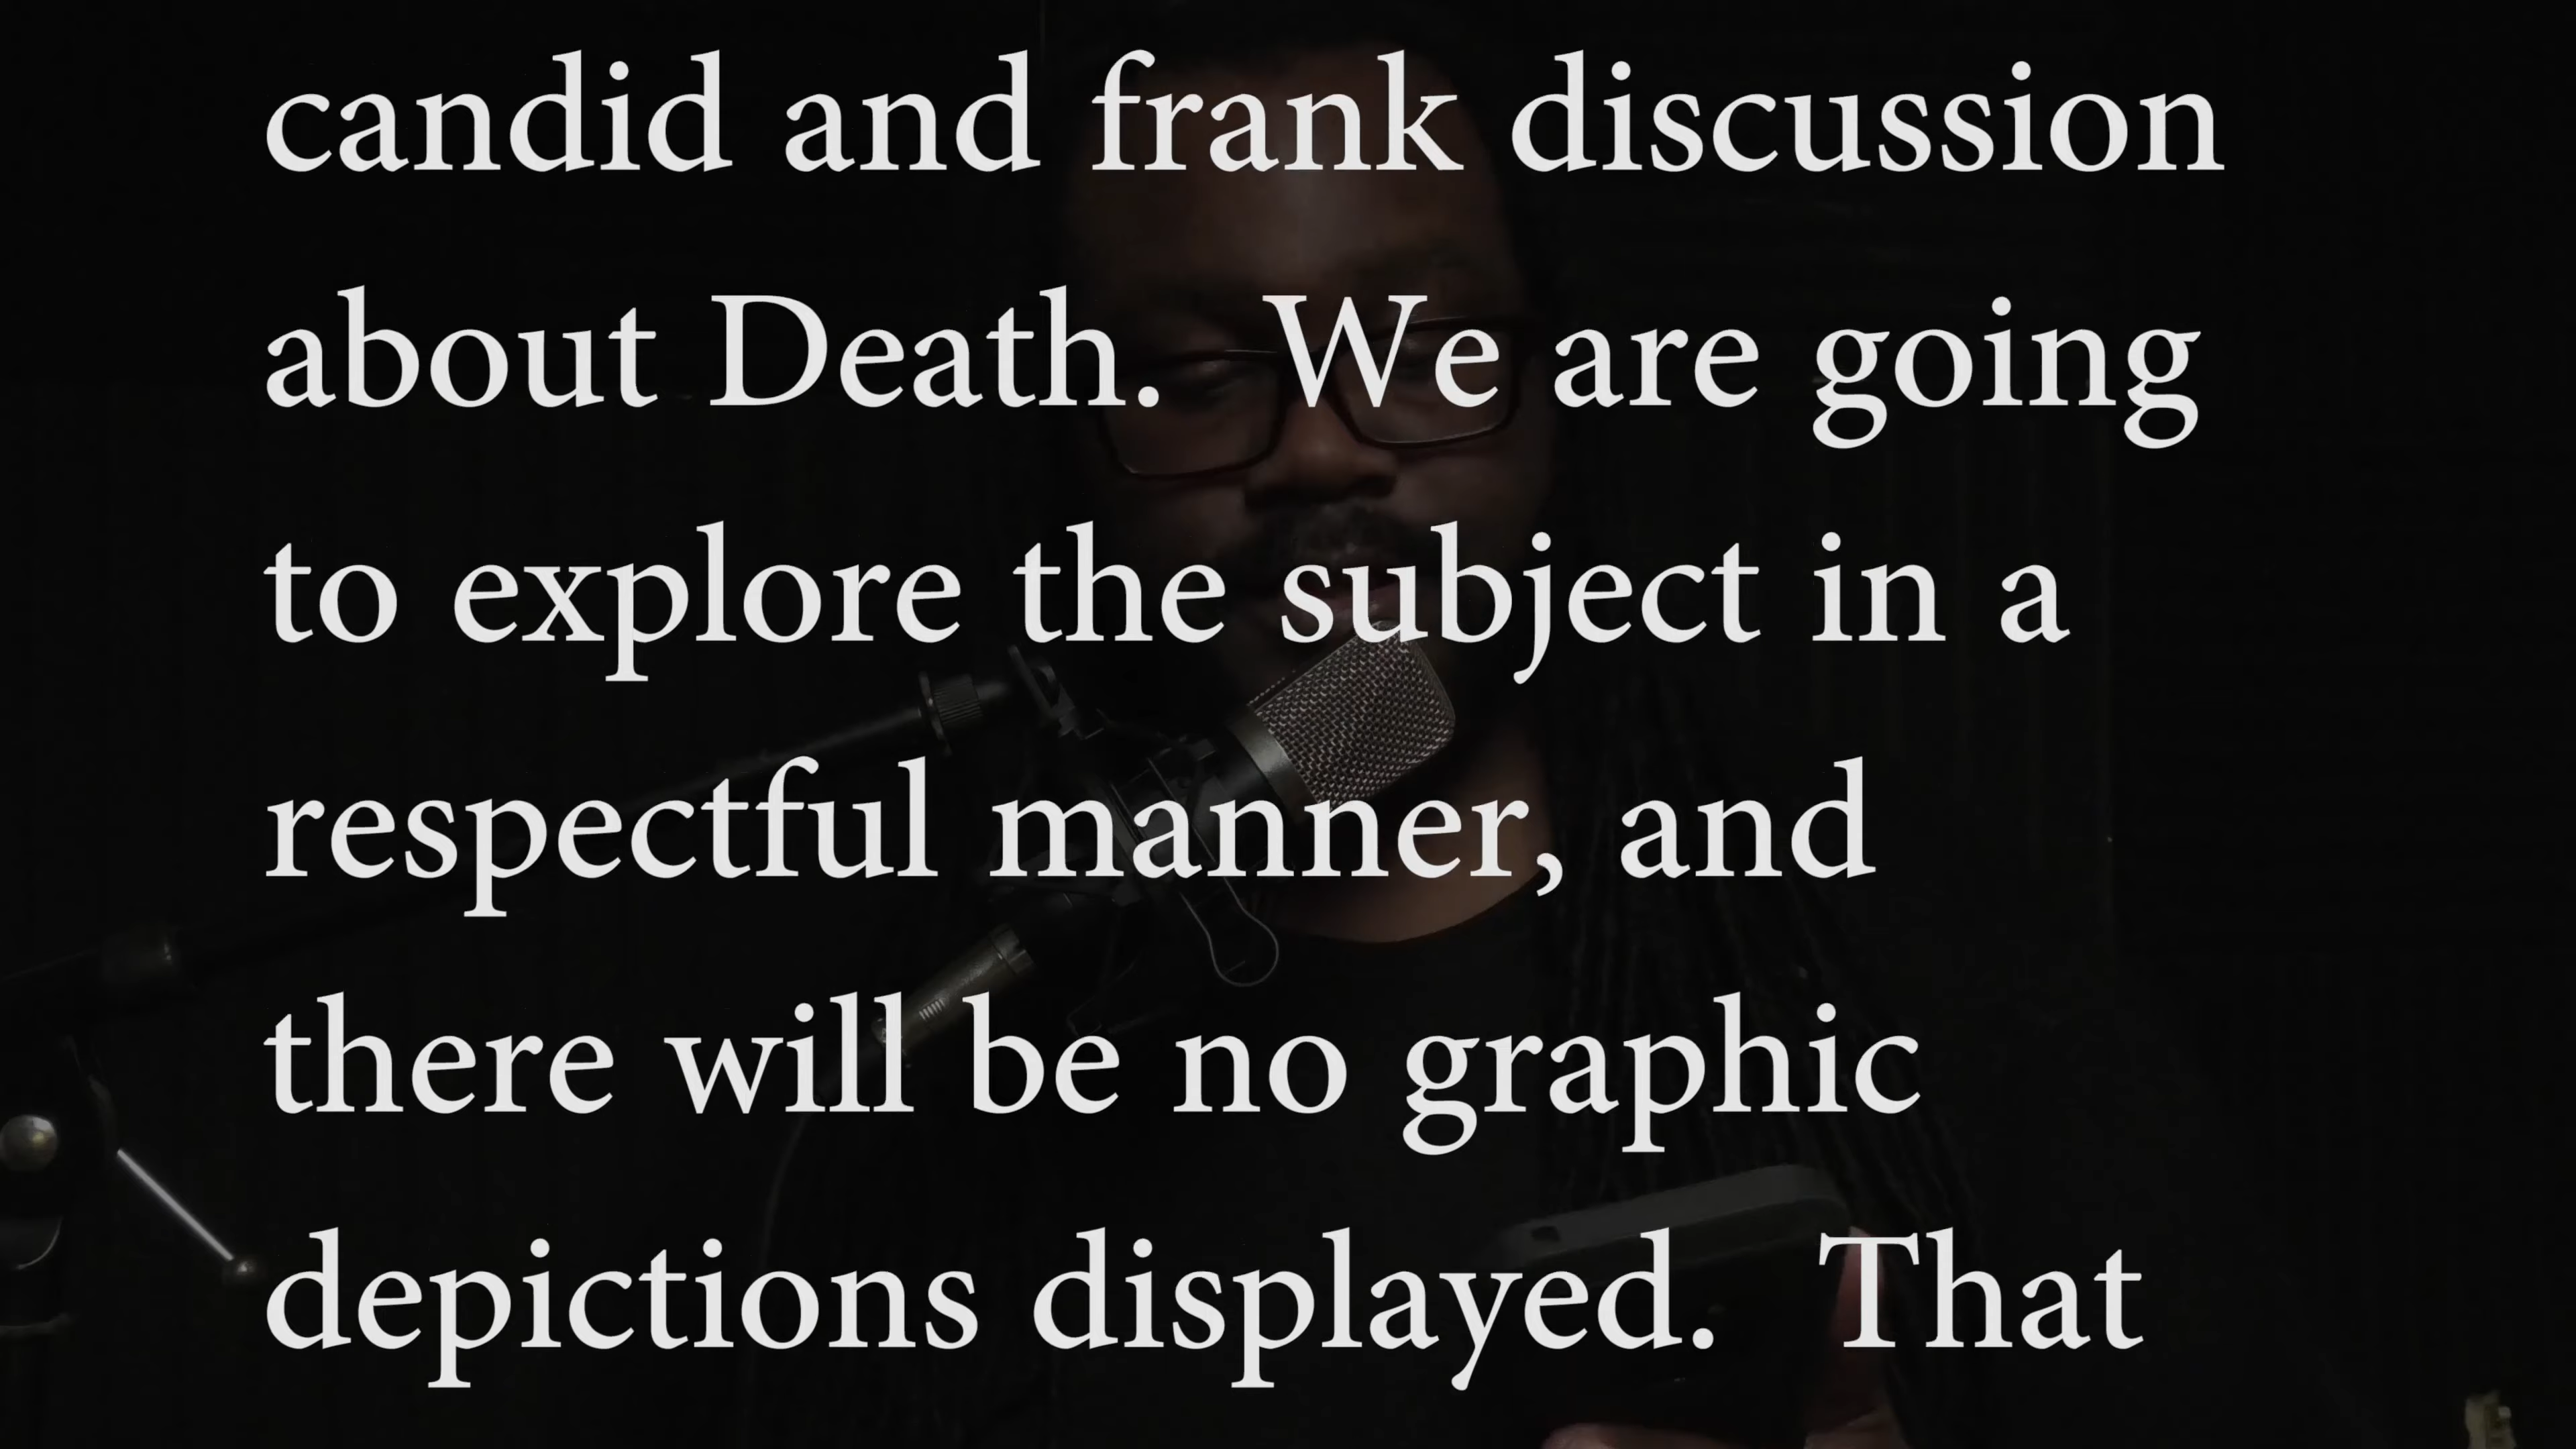 candid and frank discussion
about Death.  We are going
to explore the subject in a
respectful manner, and
there will be no graphic
depictions displayed.  That